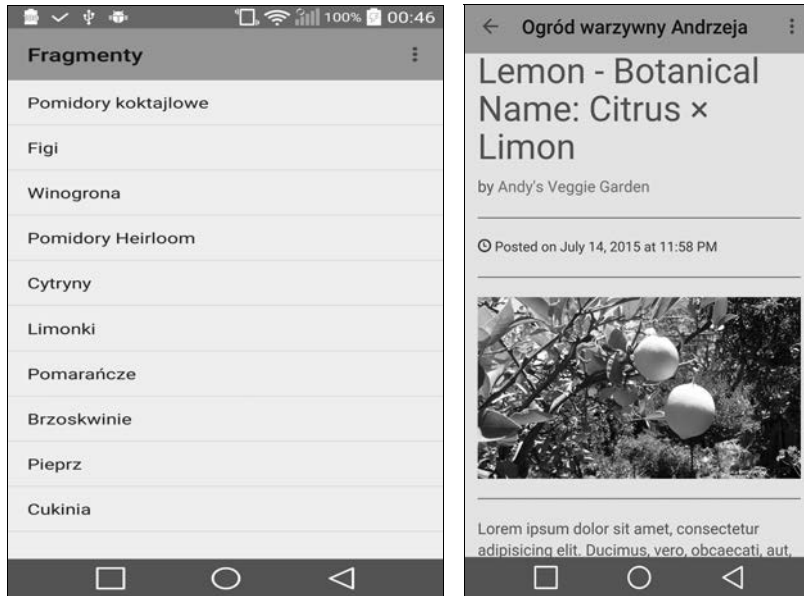 100% 00:46
Fragmenty
Pomidory koktajlowe
Figi
Winogrona
Pomidory Heirloom
Cytryny
Limonki
Pomarańcze
Brzoskwinie
Pieprz
Cukinia
Ogród warzywny Andrzeja
Lemon - Botanical
Name: Citrus ×
Limon
by Andy's Veggie Garden
Posted on July 14, 2015 at 11:58 PM
Lorem ipsum dolor sit amet, consectetur
adipisicing elit. Ducimus, vero, obcaecati, aut,